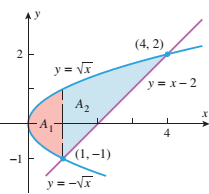 y
(4, 2)
2
y = √x
y = x − 2
A₂
x
A₁
4
(1, −1)
−1
y = −√x